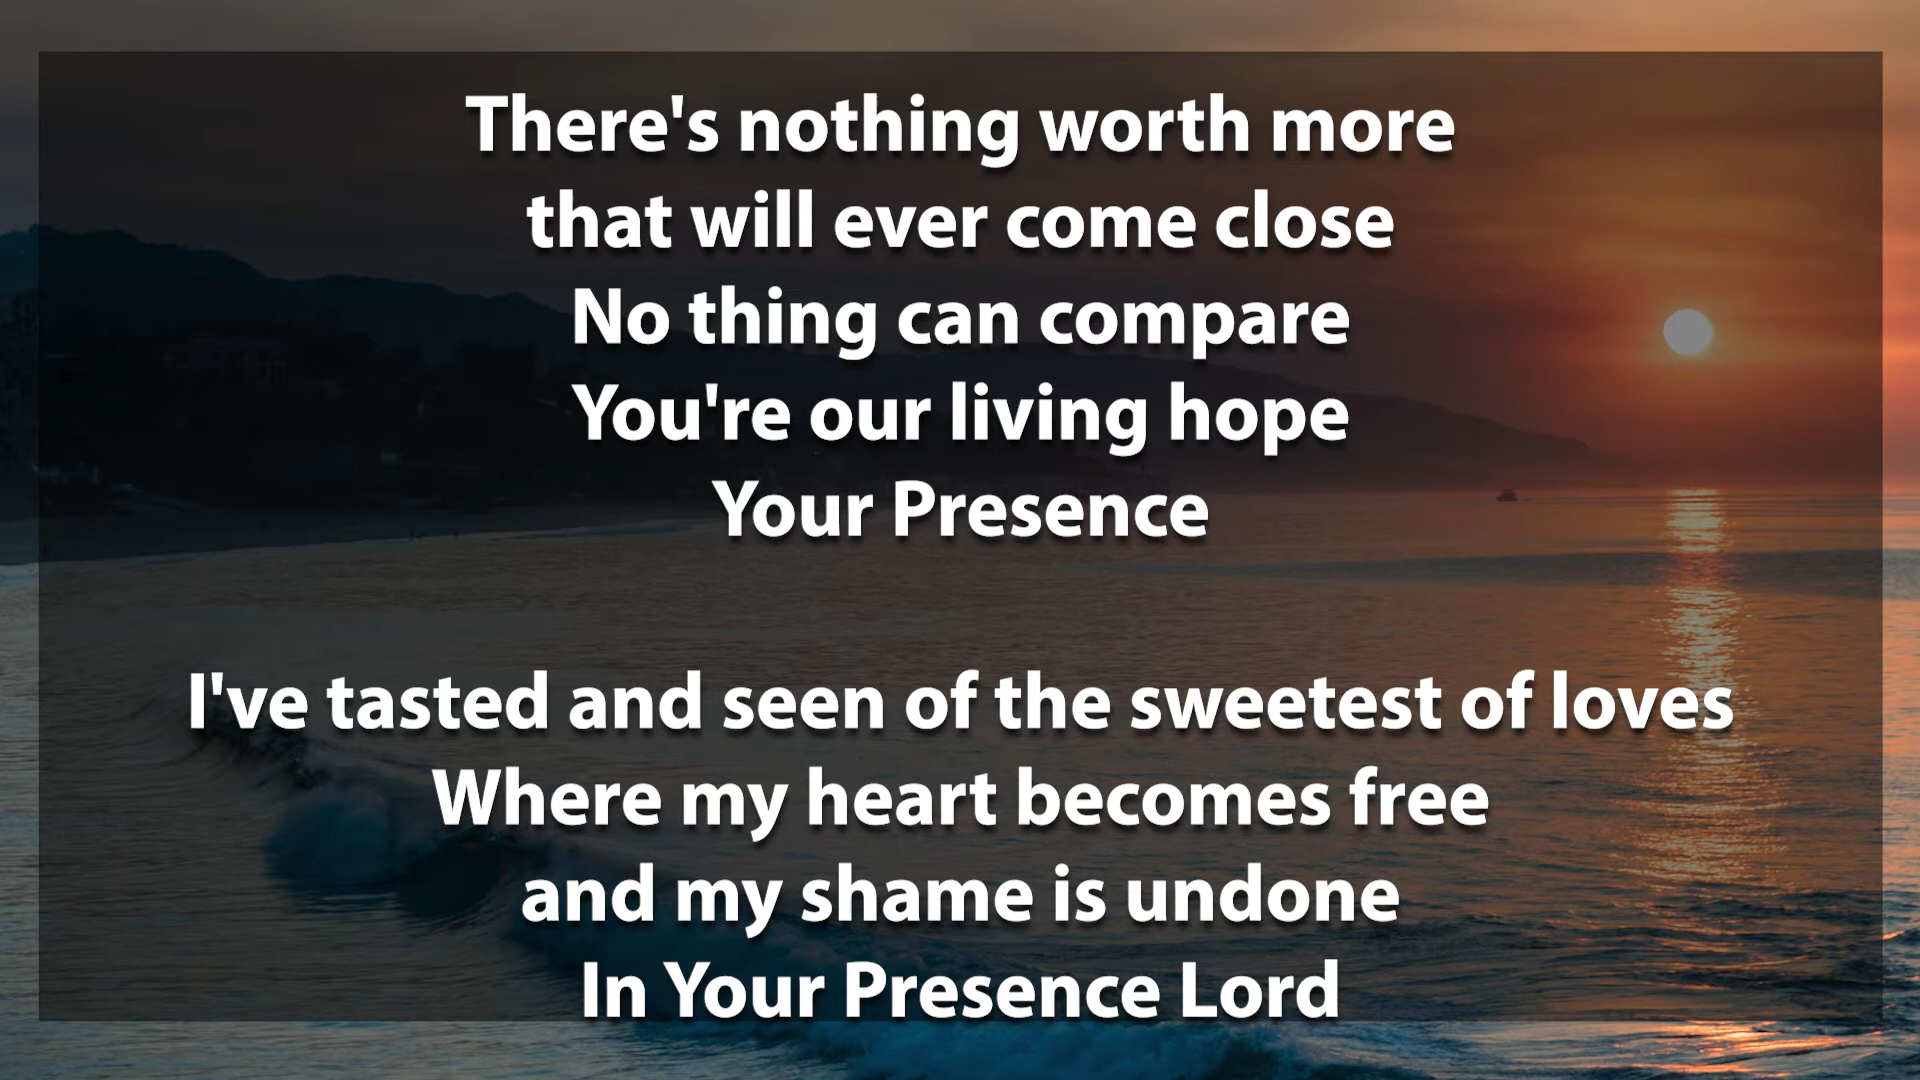 There's nothing worth more
that will ever come close
No thing can compare
You're our living hope
Your Presence
I've tasted and seen of the sweetest of loves
Where my heart becomes free
and my shame is undone
In Your Presence Lord